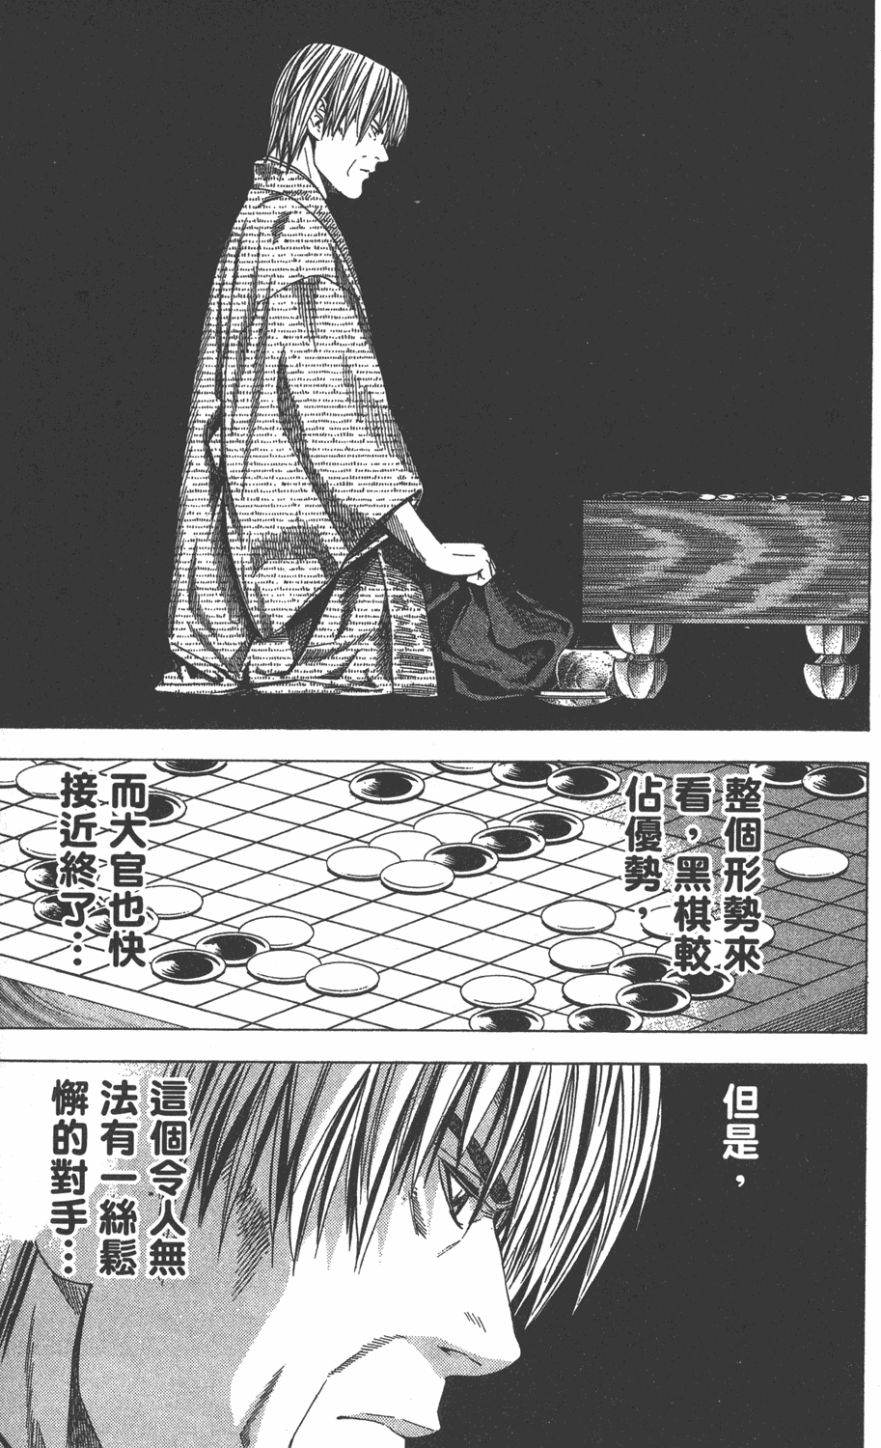 整個形勢來
看，黑棋較
佔優勢，
而大官也快
接近終了…
但是，
這個令人無
法有一絲鬆
懈的對手…